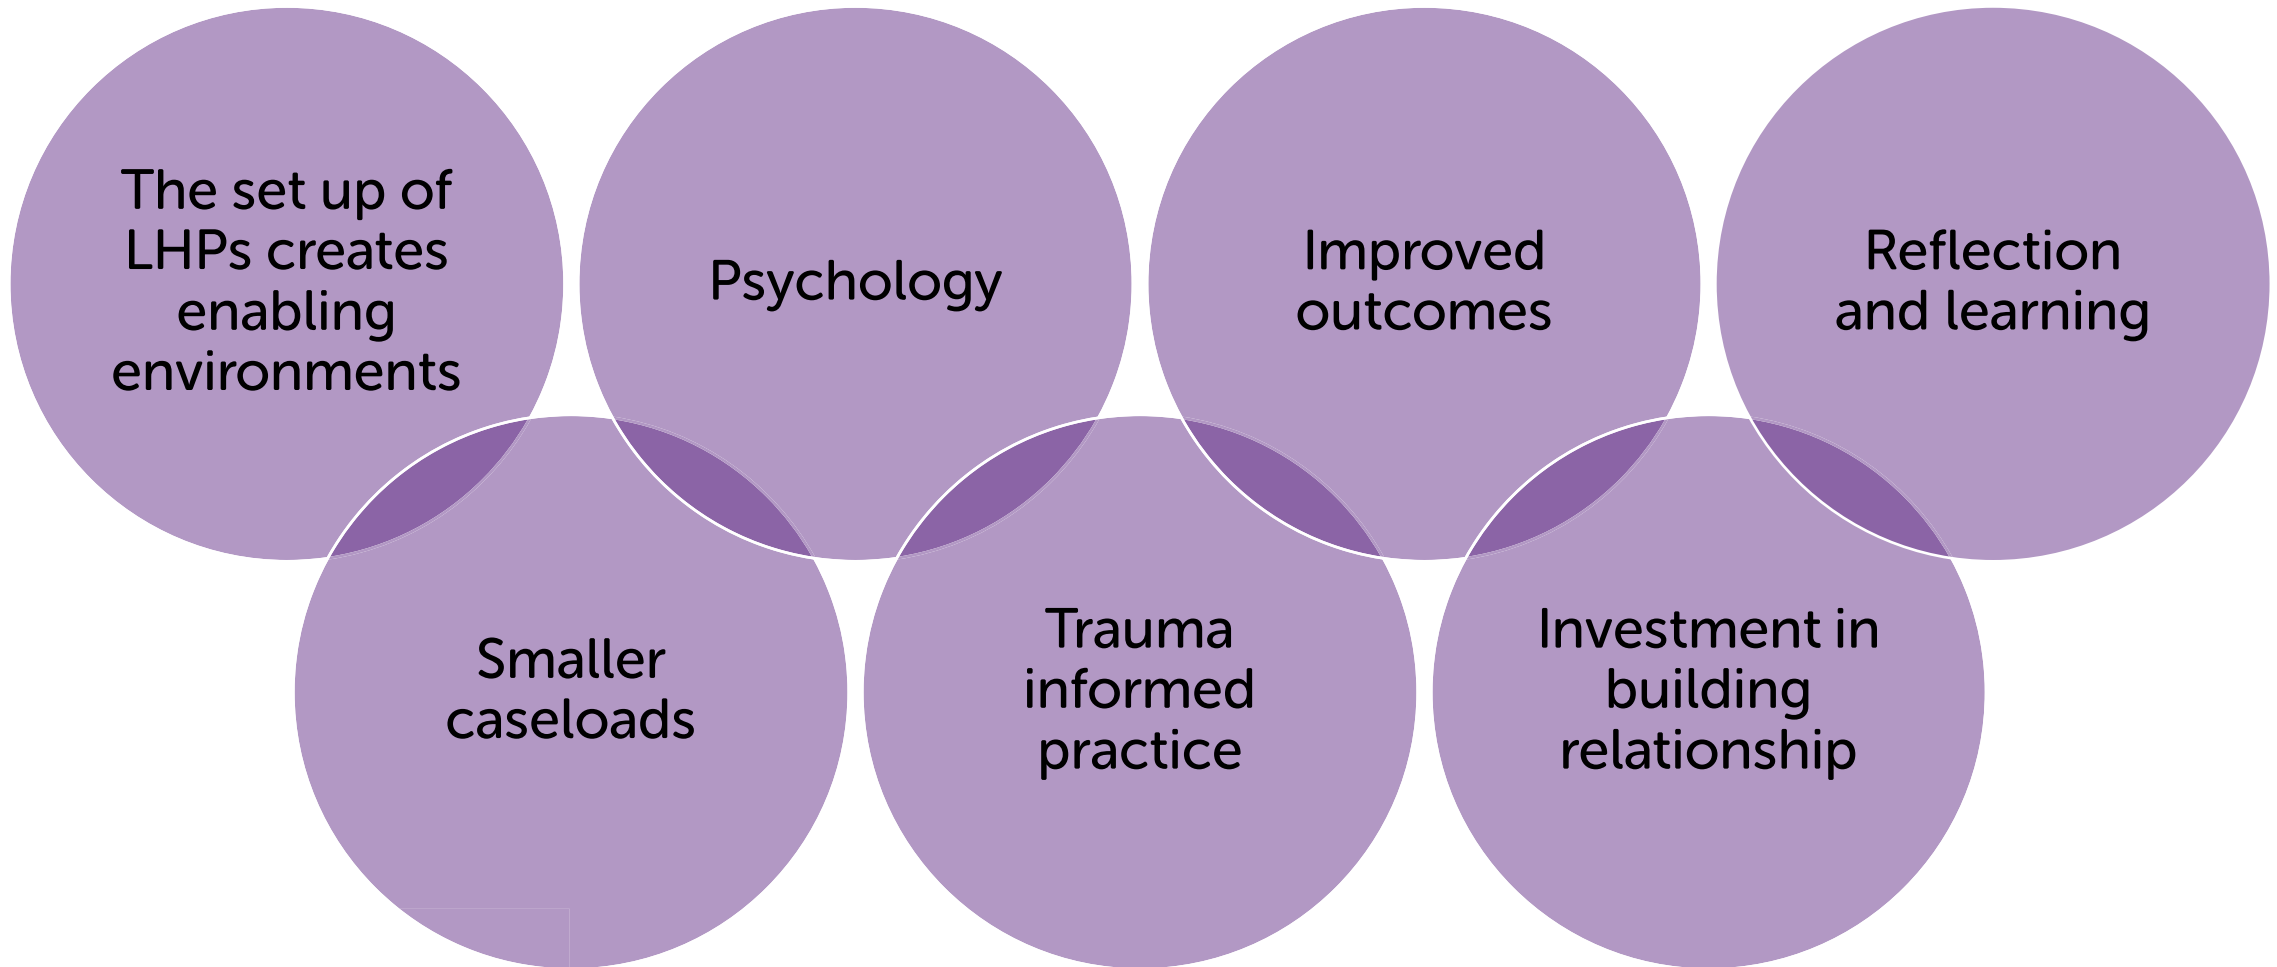 The set up of
LHPs creates
enabling
environments
Psychology
Improved
outcomes
Reflection
and learning
Smaller
caseloads
Trauma
informed
practice
Investment in
building
relationship